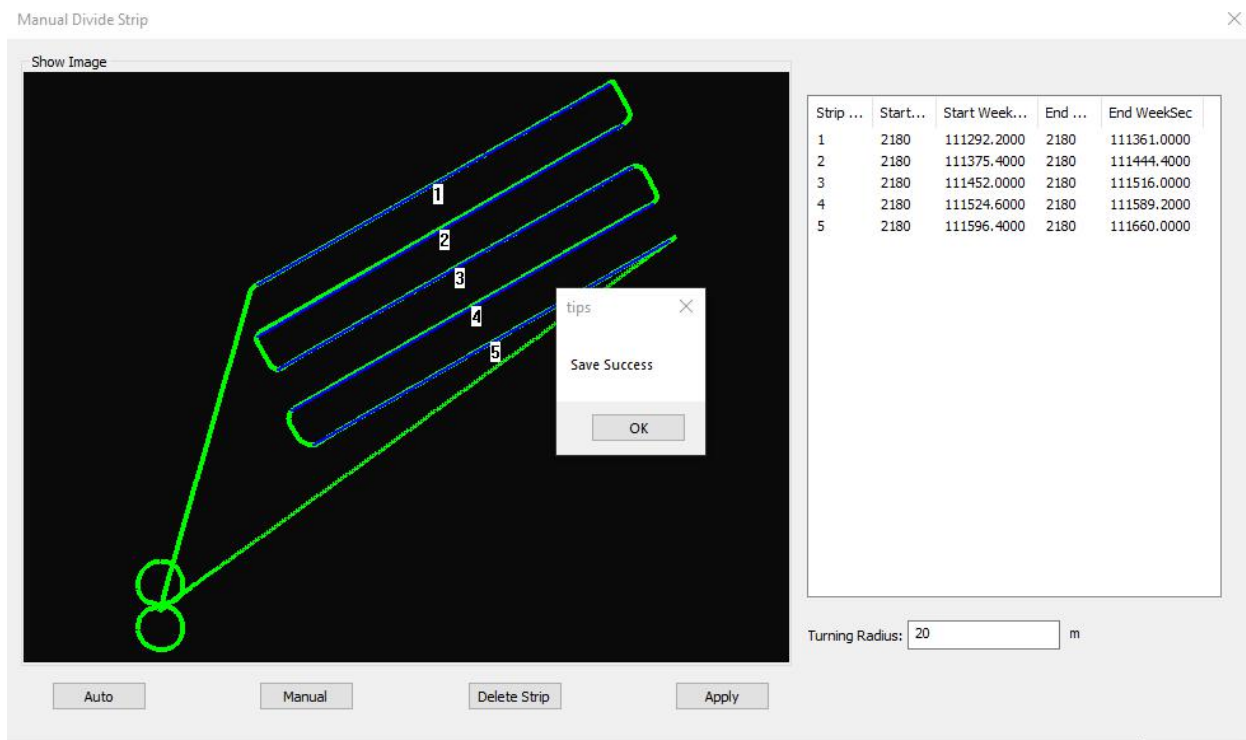 Manual Divide Strip
Show Image
1
2
3
4
5
tips
Save Success
OK
Strip ... Start... Start Week... End ... End WeekSec
1 2180 111292.2000 2180 111361.0000
2 2180 111375.4000 2180 111444.4000
3 2180 111452.0000 2180 111516.0000
4 2180 111524.6000 2180 111589.2000
5 2180 111596.4000 2180 111660.0000
Turning Radius: 20 m
Auto Manual Delete Strip Apply